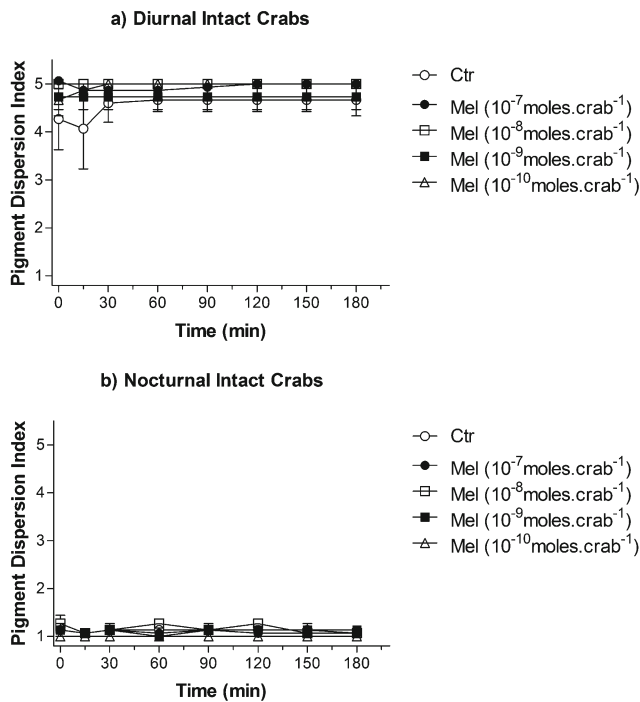 a) Diurnal Intact Crabs
Pigment Dispersion Index
5
4
3
2
1
0 30 60 90 120 150 180
Time (min)
Ctr
Mel (10⁻⁷moles.crab⁻¹)
Mel (10⁻⁸moles.crab⁻¹)
Mel (10⁻⁹moles.crab⁻¹)
Mel (10⁻¹⁰moles.crab⁻¹)
b) Nocturnal Intact Crabs
Pigment Dispersion Index
5
4
3
2
1
0 30 60 90 120 150 180
Time (min)
Ctr
Mel (10⁻⁷moles.crab⁻¹)
Mel (10⁻⁸moles.crab⁻¹)
Mel (10⁻⁹moles.crab⁻¹)
Mel (10⁻¹⁰moles.crab⁻¹)